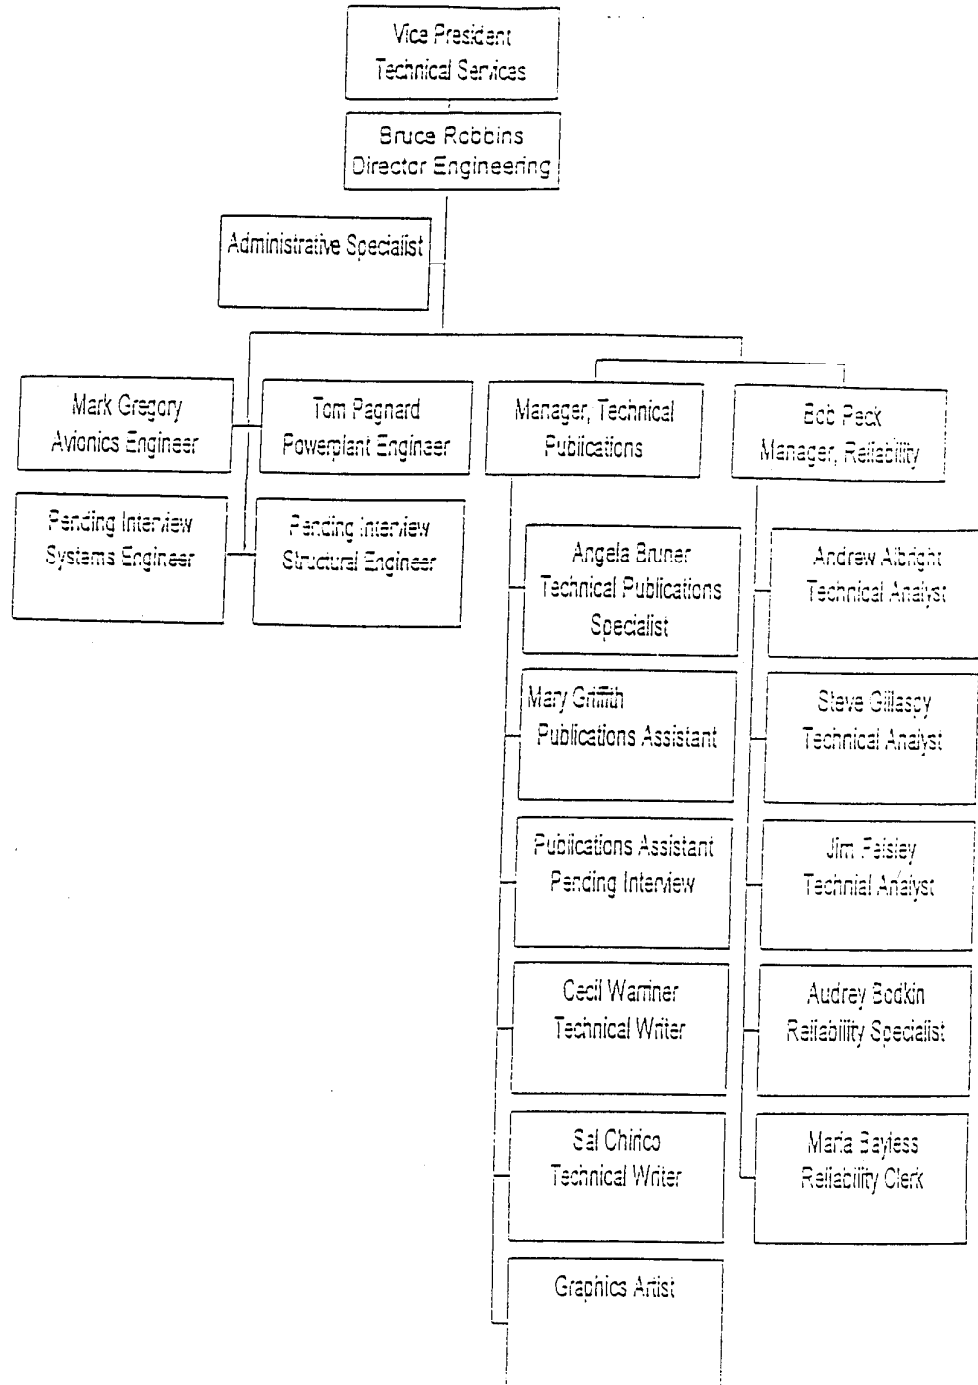 Vice President
Technical Services
Bruce Robbins
Director Engineering
Administrative Specialist
Mark Gregory
Avionics Engineer
Tom Pagnard
Powerplant Engineer
Manager, Technical
Publications
Bob Peck
Manager, Reliability
Pending Interview
Systems Engineer
Pending Interview
Structural Engineer
Angela Bruner
Technical Publications
Specialist
Andrew Albright
Technical Analyst
Mary Griffith
Publications Assistant
Steve Gillaspy
Technical Analyst
Publications Assistant
Pending Interview
Jim
Technial Analyst
Cecil Warriner
Technical Writer
Audrey Bodkin
Reliability Specialist
Sal Chirico
Technical Writer
Maria Bayless
Reliability Clerk
Graphics Artist